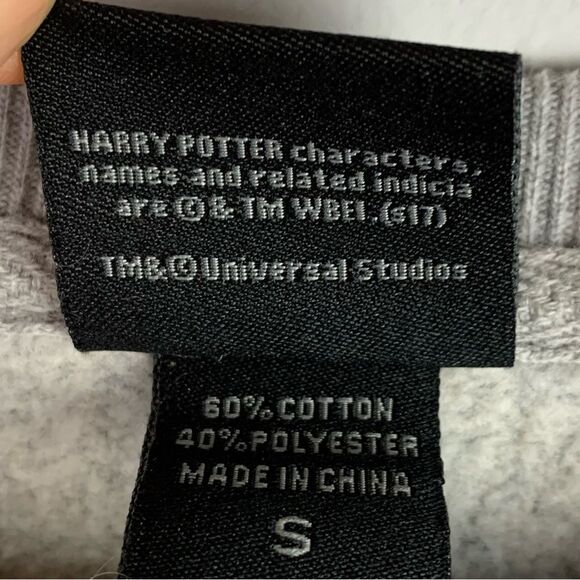 HARRY POTTER characters,
names and related indicia
are © & TM WBEI. (s17)
TM & © Universal Studios
60% COTTON
40% POLYESTER
MADE IN CHINA
S